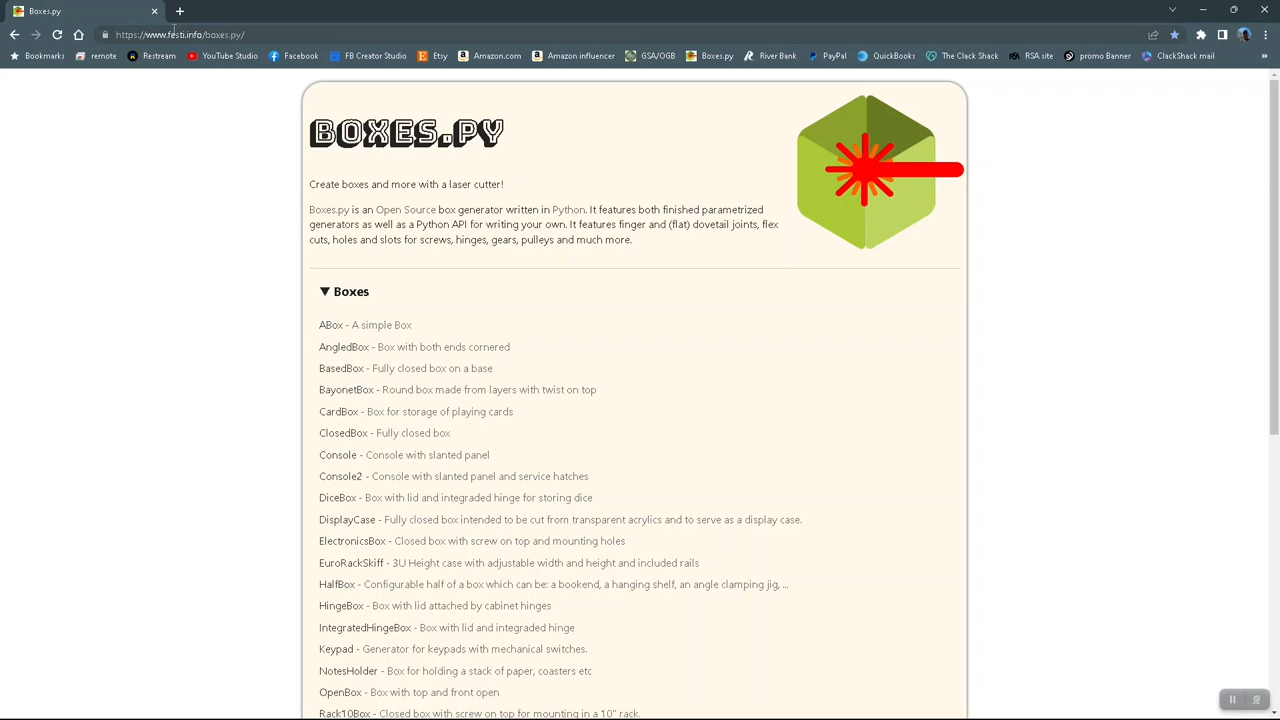 Boxes.py
https://www.festi.info/boxes.py/
Bookmarks remote Restream YouTube Studio Facebook FB Creator Studio Etsy Amazon.com Amazon influencer GSA/OGB Boxes.py River Bank PayPal QuickBooks The Clack Shack RSA site promo Banner ClackShack mail
BOXES.PY
Create boxes and more with a laser cutter!
Boxes.py is an Open Source box generator written in Python. It features both finished parametrized
generators as well as a Python API for writing your own. It features finger and (flat) dovetail joints, flex
cuts, holes and slots for screws, hinges, gears, pulleys and much more.
Boxes
ABox - A simple Box
AngledBox - Box with both ends cornered
BasedBox - Fully closed box on a base
BayonetBox - Round box made from layers with twist on top
CardBox - Box for storage of playing cards
ClosedBox - Fully closed box
Console - Console with slanted panel
Console2 - Console with slanted panel and service hatches
DiceBox - Box with lid and integraded hinge for storing dice
DisplayCase - Fully closed box intended to be cut from transparent acrylics and to serve as a display case.
ElectronicsBox - Closed box with screw on top and mounting holes
EuroRackSkiff - 3U Height case with adjustable width and height and included rails
HalfBox - Configurable half of a box which can be: a bookend, a hanging shelf, an angle clamping jig, ...
HingeBox - Box with lid attached by cabinet hinges
IntegratedHingeBox - Box with lid and integraded hinge
Keypad - Generator for keypads with mechanical switches.
NotesHolder - Box for holding a stack of paper, coasters etc
OpenBox - Box with top and front open
Rack10Box - Closed box with screw on top for mounting in a 10" rack.